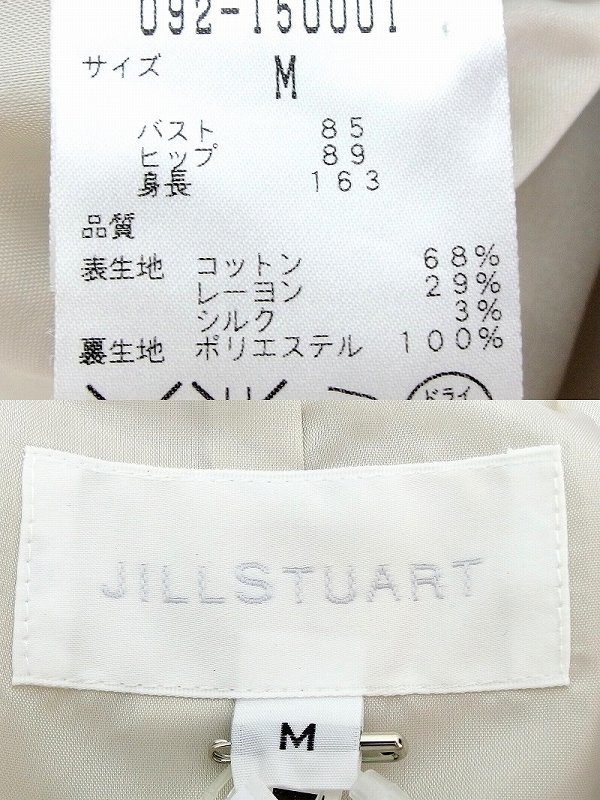 092-150001
サイズ M
バスト 85
ヒップ 89
身長 163
品質
表生地 コットン 68%
レーヨン 29%
シルク 3%
裏生地 ポリエステル 100%
ドライ
JILLSTUART
M